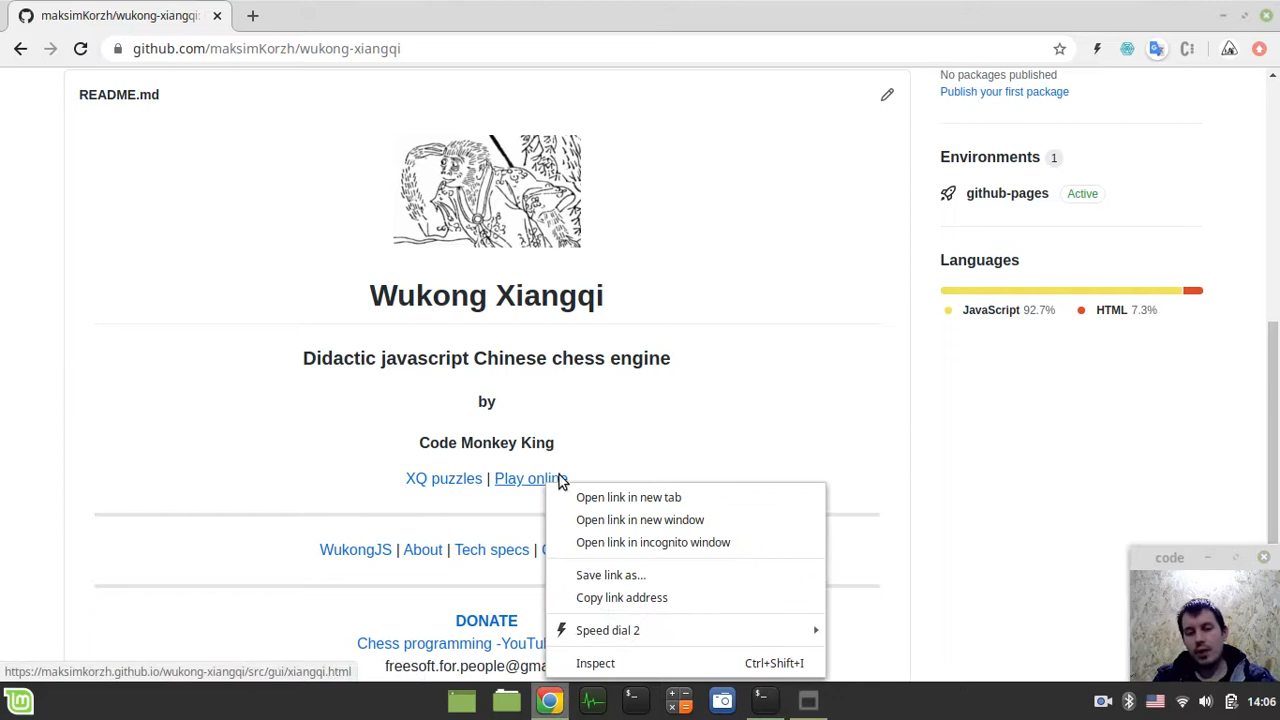 maksimKorzh/wukong-xiangqi:
github.com/maksimKorzh/wukong-xiangqi
No packages published
Publish your first package
README.md
Environments 1
github-pages Active
Languages
JavaScript 92.7% HTML 7.3%
Wukong Xiangqi
Didactic javascript Chinese chess engine
by
Code Monkey King
XQ puzzles | Play online
Open link in new tab
Open link in new window
Open link in incognito window
Save link as...
Copy link address
Speed dial 2
Inspect Ctrl+Shift+I
WukongJS | About | Tech specs |
DONATE
Chess programming -YouTu
freesoft.for.people@gma
code
https://maksimkorzh.github.io/wukong-xiangqi/src/gui/xiangqi.html
14:06